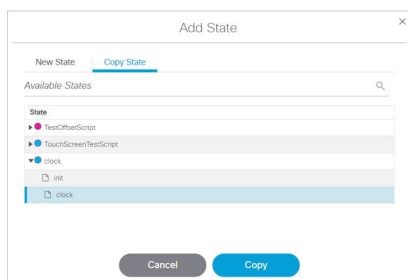 Add State
New State Copy State
Available States
State
TestOffsetScript
TouchScreenTestScript
clock
init
clock
Cancel Copy